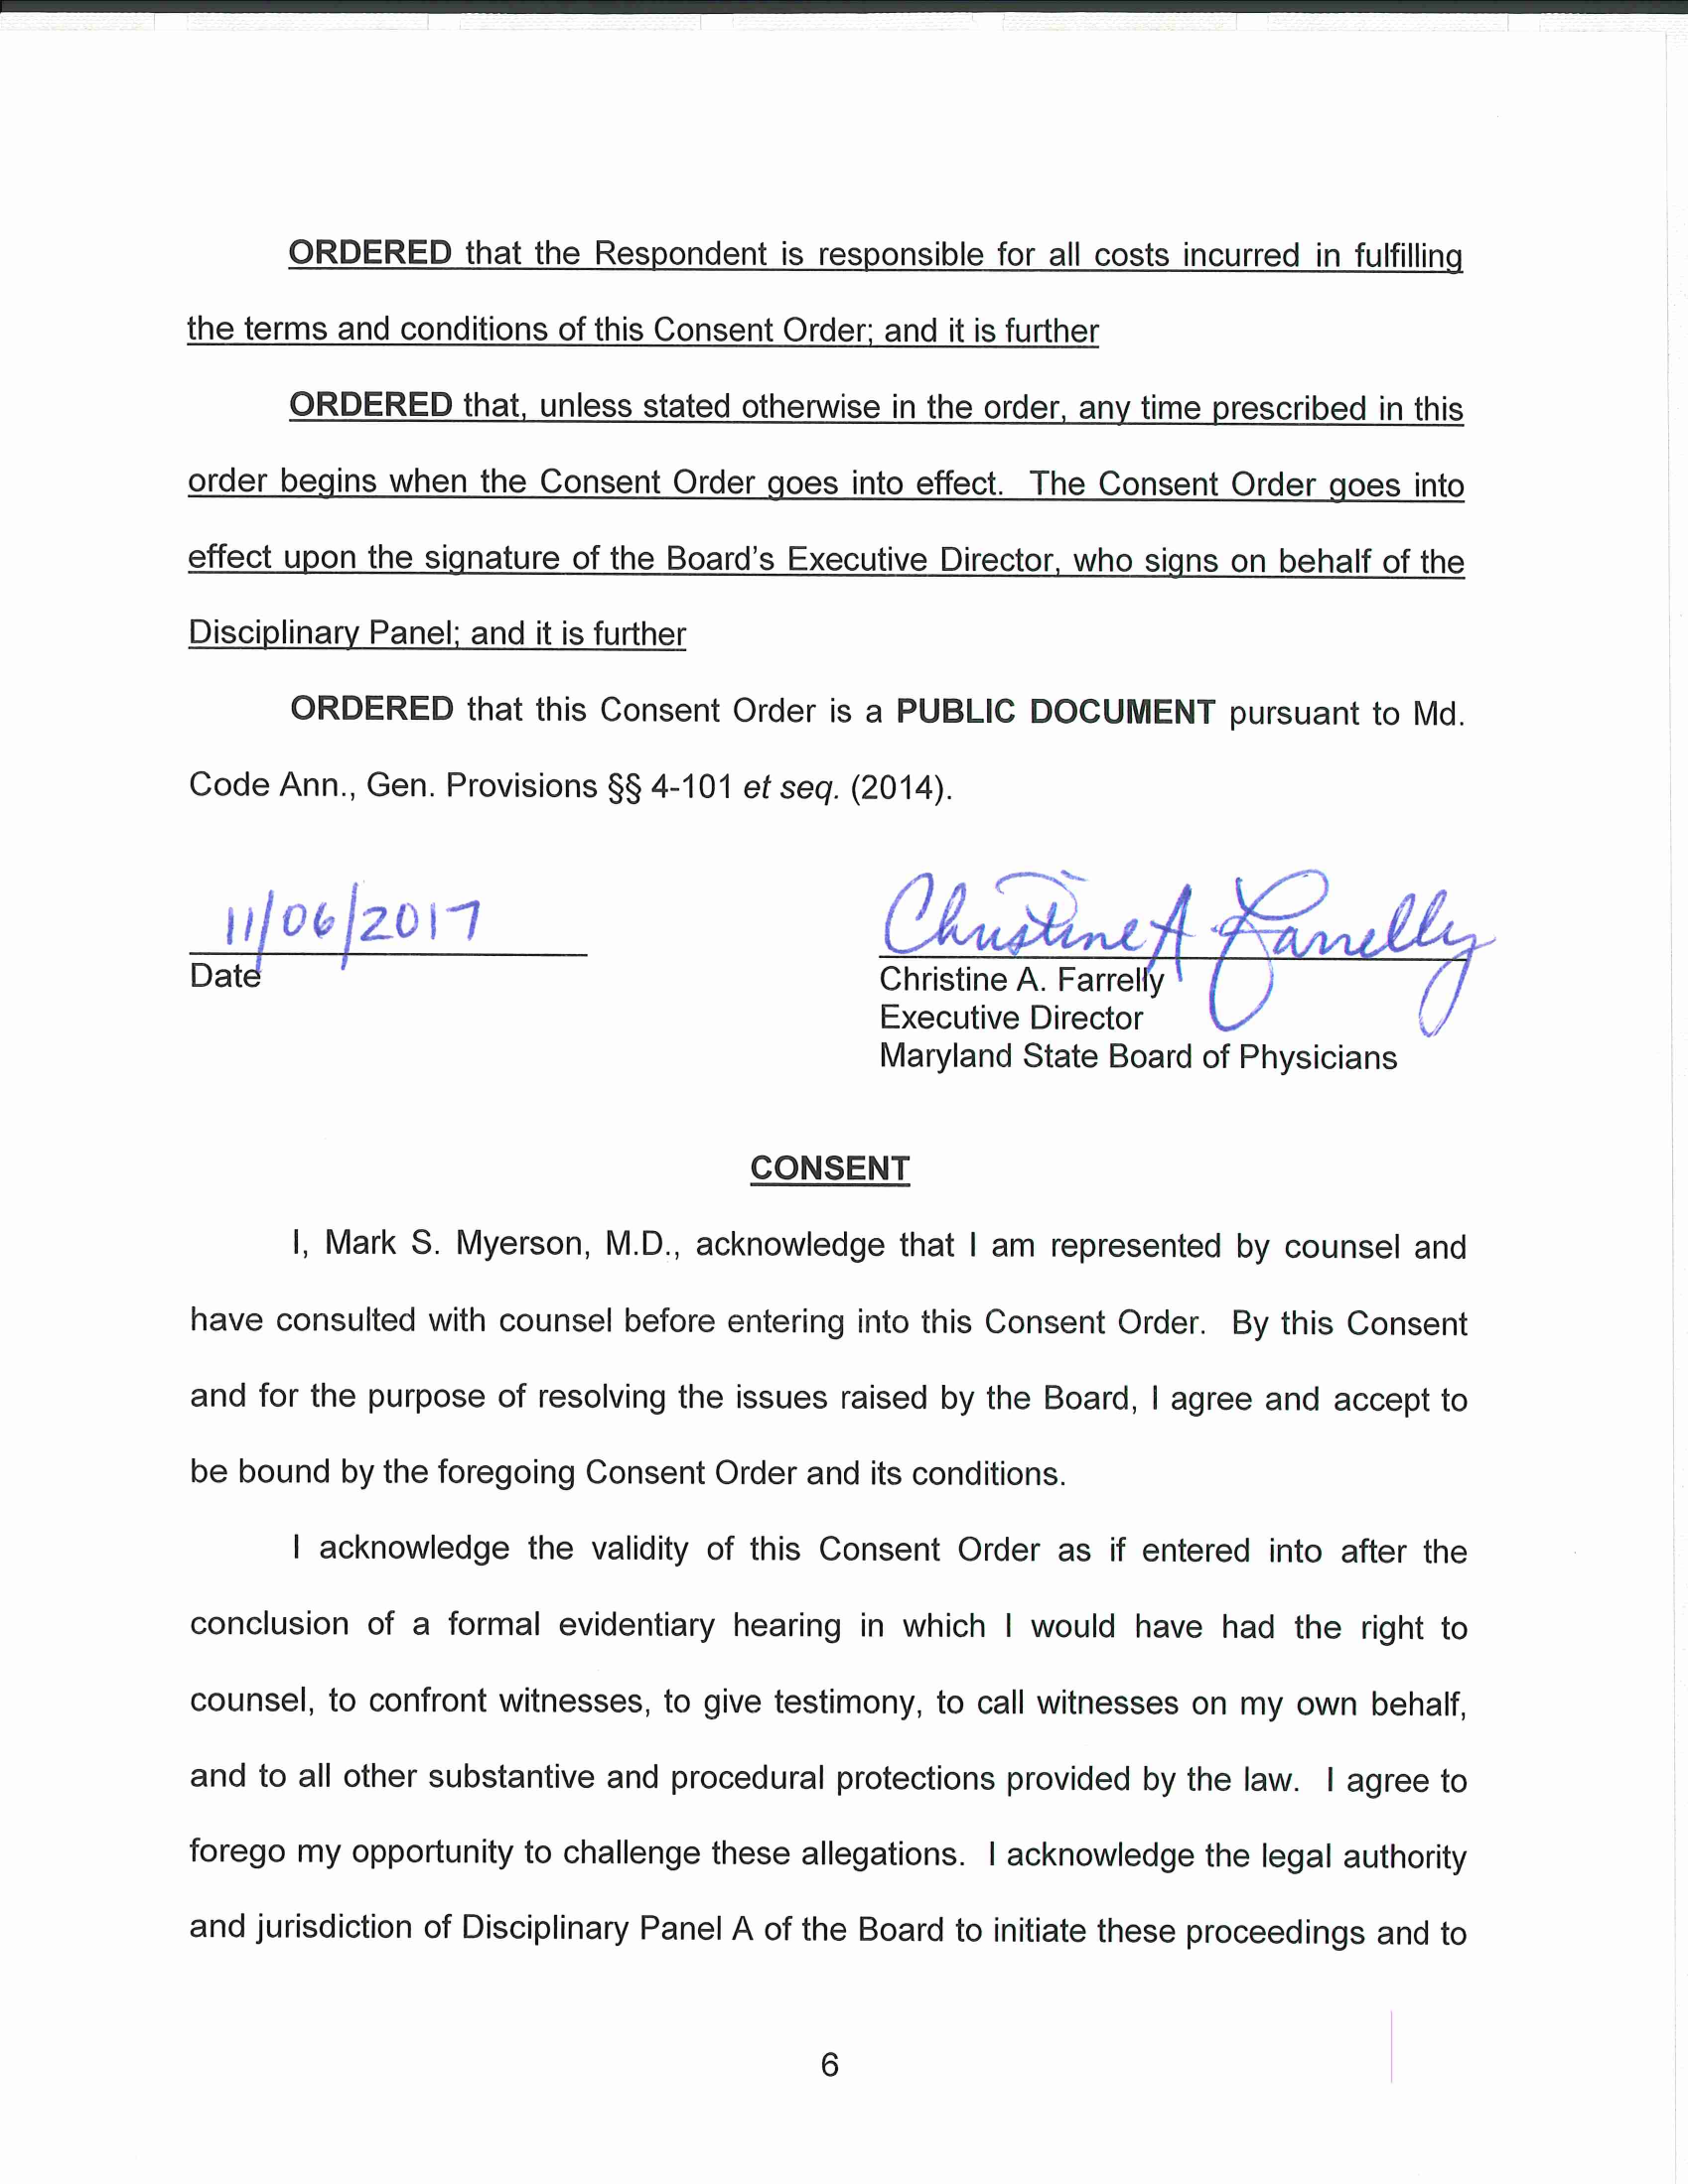 ORDERED that the Respondent is responsible for all costs incurred in fulfilling
the terms and conditions of this Consent Order; and it is further
ORDERED that, unless stated otherwise in the order, any time prescribed in this
order begins when the Consent Order goes into effect. The Consent Order goes into
effect upon the signature of the Board's Executive Director, who signs on behalf of the
Disciplinary Panel; and it is further
ORDERED that this Consent Order is a PUBLIC DOCUMENT pursuant to Md.
Code Ann., Gen. Provisions §§ 4-101 et seq. (2014).
11/06/2017
Date
Christine A Farrelly
Christine A. Farrelly
Executive Director
Maryland State Board of Physicians
CONSENT
I, Mark S. Myerson, M.D., acknowledge that I am represented by counsel and
have consulted with counsel before entering into this Consent Order. By this Consent
and for the purpose of resolving the issues raised by the Board, I agree and accept to
be bound by the foregoing Consent Order and its conditions.
I acknowledge the validity of this Consent Order as if entered into after the
conclusion of a formal evidentiary hearing in which I would have had the right to
counsel, to confront witnesses, to give testimony, to call witnesses on my own behalf,
and to all other substantive and procedural protections provided by the law. I agree to
forego my opportunity to challenge these allegations. I acknowledge the legal authority
and jurisdiction of Disciplinary Panel A of the Board to initiate these proceedings and to
6